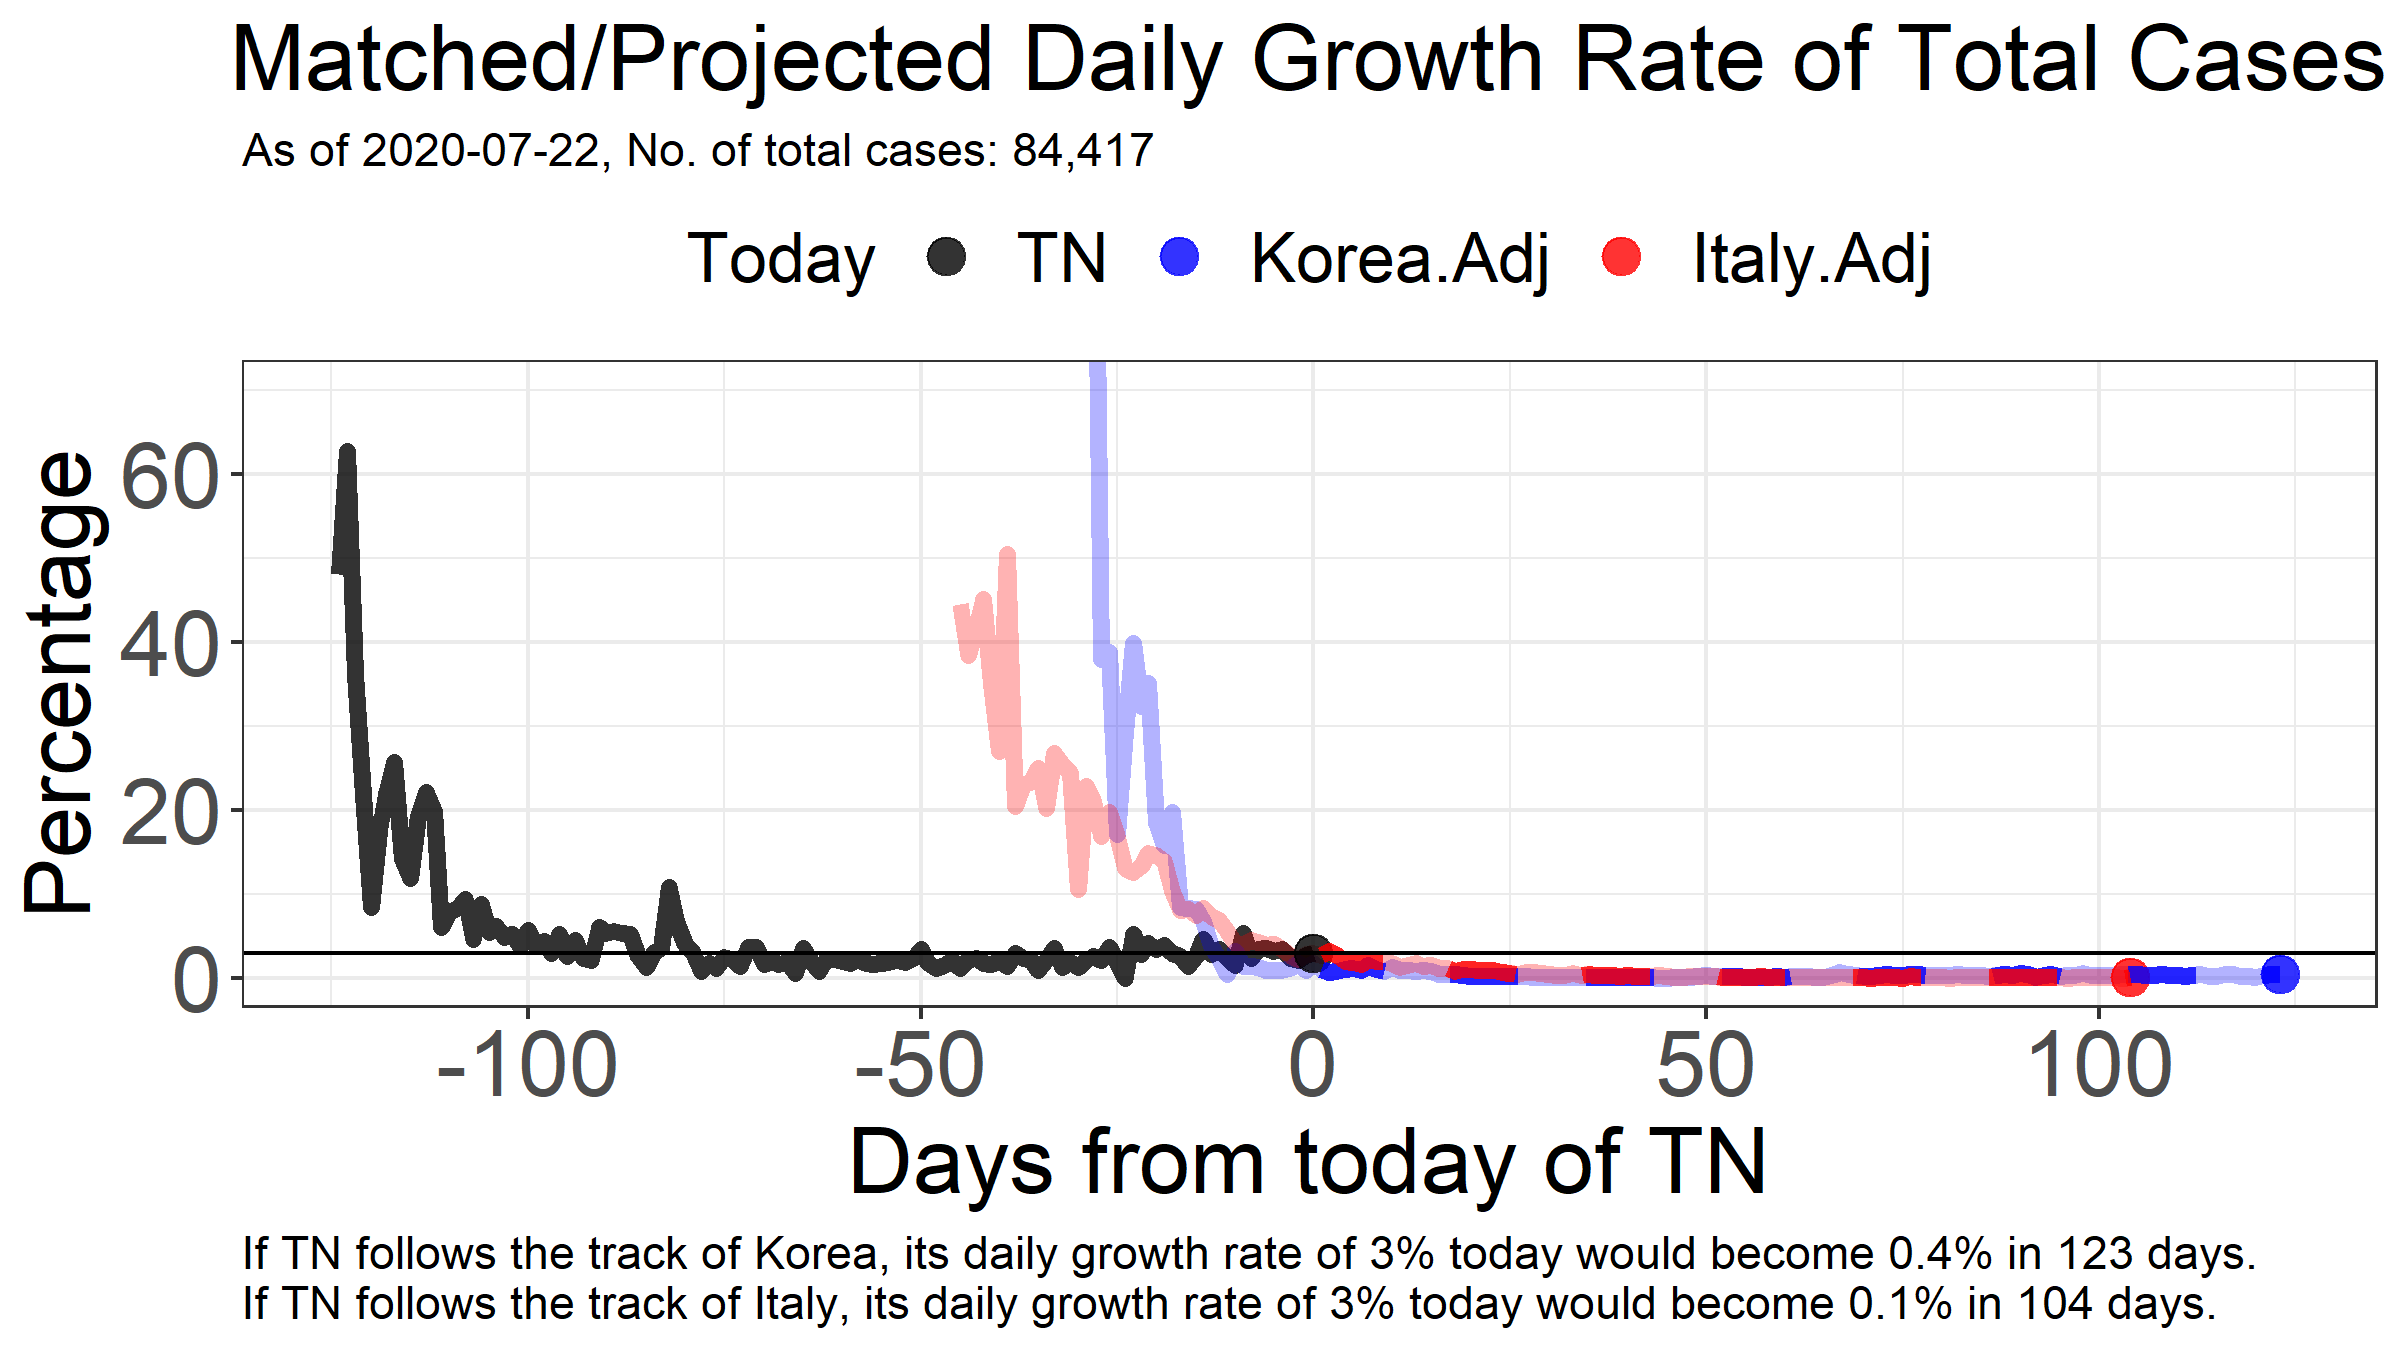 Matched/Projected Daily Growth Rate of Total Cases
As of 2020-07-22, No. of total cases: 84,417
Today TN Korea.Adj Italy.Adj
Percentage
60
40
20
0
-100 -50 0 50 100
Days from today of TN
If TN follows the track of Korea, its daily growth rate of 3% today would become 0.4% in 123 days.
If TN follows the track of Italy, its daily growth rate of 3% today would become 0.1% in 104 days.